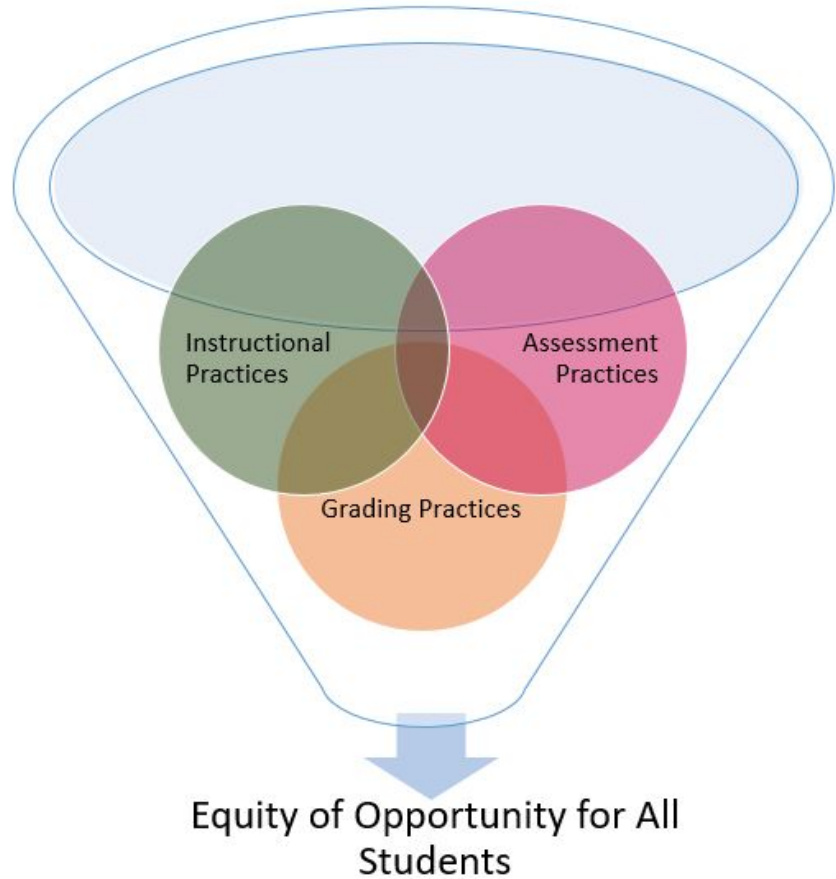 Instructional
Practices
Assessment
Practices
Grading Practices
Equity of Opportunity for All
Students